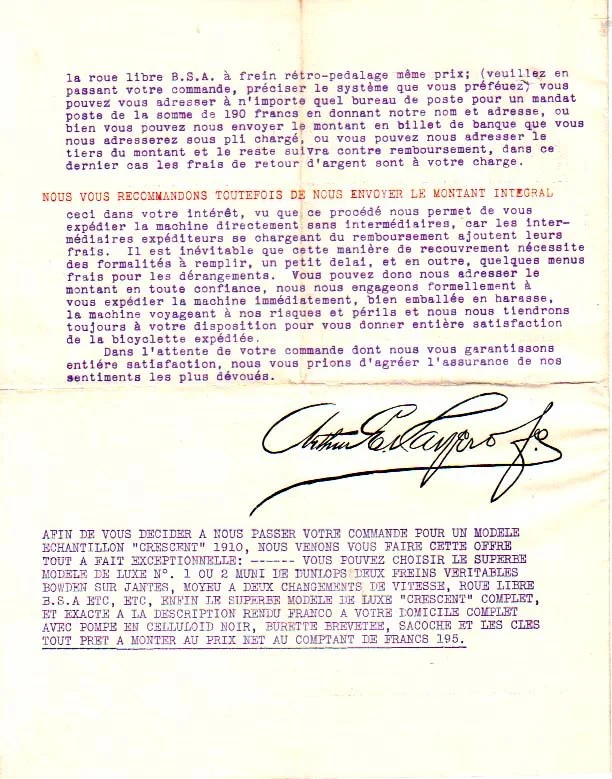 la roue libre B.S.A. à frein rétro-pedalage même prix; (veuillez en
passant votre commande, préciser le système que vous préféuez) vous
pouvez vous adresser à n'importe quel bureau de poste pour un mandat
poste de la somme de 190 francs en donnant notre nom et adresse, ou
bien vous pouvez nous envoyer le montant en billet de banque que vous
nous adresserez sous pli chargé, ou vous pouvez nous adresser le
tiers du montant et le reste suivra contre remboursement, dans ce
dernier cas les frais de retour d'argent sont à votre charge.
NOUS VOUS RECOMMANDONS TOUTEFOIS DE NOUS ENVOYER LE MONTANT INTEGRAL
ceci dans votre intérêt, vu que ce procédé nous permet de vous
expédier la machine directement sans intermédiaires, car les inter-
médiaires expéditeurs se chargeant du remboursement ajoutent leurs
frais. Il est inévitable que cette manière de recouvrement nécessite
des formalités à remplir, un petit delai, et en outre, quelques menus
frais pour les dérangements. Vous pouvez donc nous adresser le
montant en toute confiance, nous nous engageons formellement à
vous expédier la machine immédiatement, bien emballée en harasse,
la machine voyageant à nos risques et périls et nous nous tiendrons
toujours à votre disposition pour vous donner entière satisfaction
de la bicyclette expédiée.
Dans l'attente de votre commande dont nous vous garantissons
entiére satisfaction, nous vous prions d'agréer l'assurance de nos
sentiments les plus dévoués.
Arthur E.
AFIN DE VOUS DECIDER A NOUS PASSER VOTRE COMMANDE POUR UN MODELE
ECHANTILLON "CRESCENT" 1910, NOUS VENONS VOUS FAIRE CETTE OFFRE
TOUT A FAIT EXCEPTIONNELLE: ------ VOUS POUVEZ CHOISIR LE SUPERBE
MODELE DE LUXE Nº. 1 OU 2 MUNI DE DUNLOPS DEUX FREINS VERITABLES
BOWDEN SUR JANTES, MOYEU A DEUX CHANGEMENTS DE VITESSE, ROUE LIBRE
B.S.A ETC, ETC, ENFIN LE SUPERBE MODELE DE LUXE "CRESCENT" COMPLET,
ET EXACTE A LA DESCRIPTION RENDU FRANCO A VOTRE DOMICILE COMPLET
AVEC POMPE EN CELLULOID NOIR, BURETTE BREVETEE, SACOCHE ET LES CLES
TOUT PRET A MONTER AU PRIX NET AU COMPTANT DE FRANCS 195.